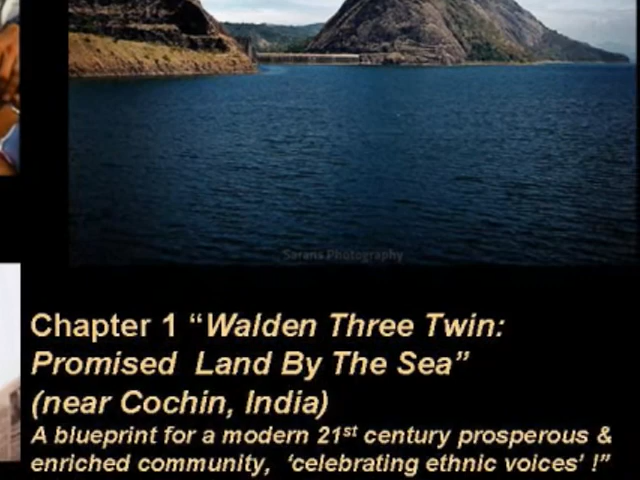 Sarans Photography
Chapter 1 “Walden Three Twin:
Promised Land By The Sea”
(near Cochin, India)
A blueprint for a modern 21st century prosperous &
enriched community, ‘celebrating ethnic voices’ !”